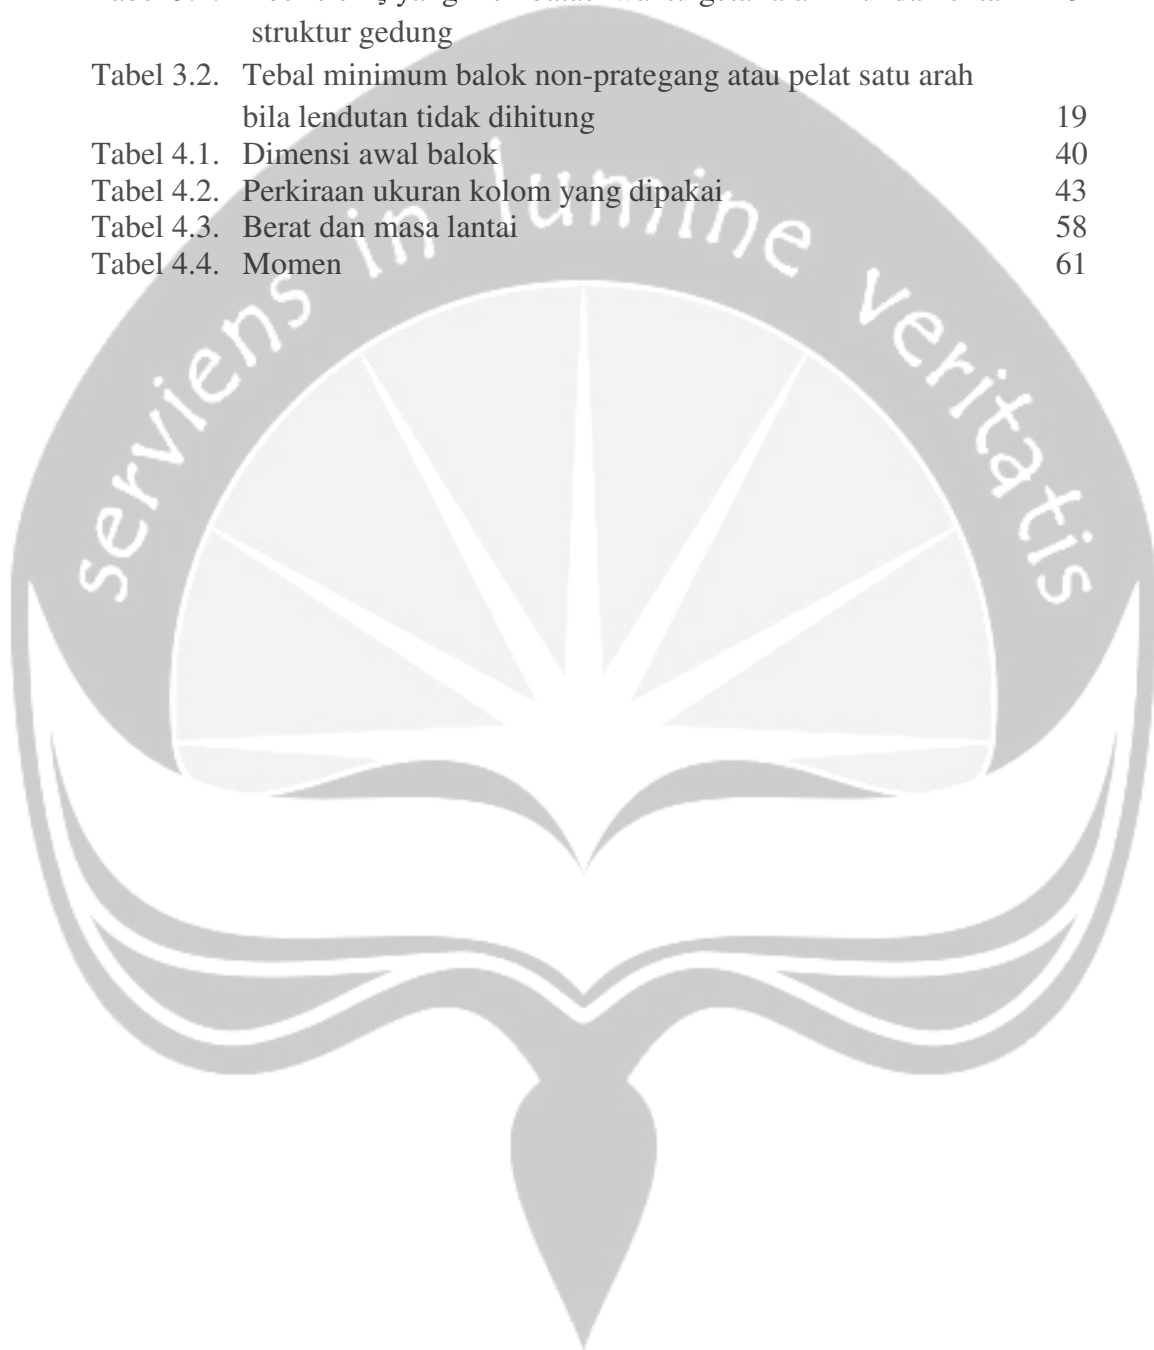 struktur gedung
Tabel 3.2. Tebal minimum balok non-prategang atau pelat satu arah
bila lendutan tidak dihitung 19
Tabel 4.1. Dimensi awal balok 40
Tabel 4.2. Perkiraan ukuran kolom yang dipakai 43
Tabel 4.3. Berat dan masa lantai 58
Tabel 4.4. Momen 61
serviens in lumine veritatis